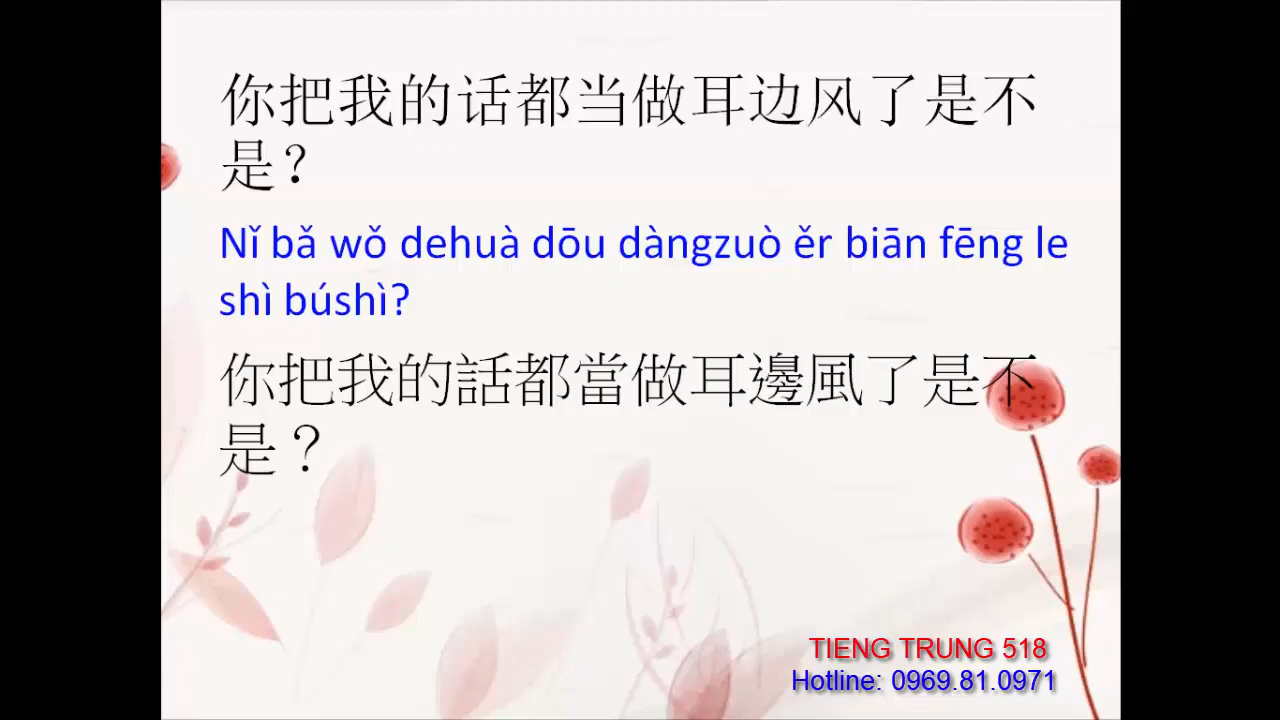 你把我的话都当做耳边风了是不
是？
Nǐ bǎ wǒ dehuà dōu dàngzuò ěr biān fēng le
shì búshì?
你把我的話都當做耳邊風了是不
是？
TIENG TRUNG 518
Hotline: 0969.81.0971